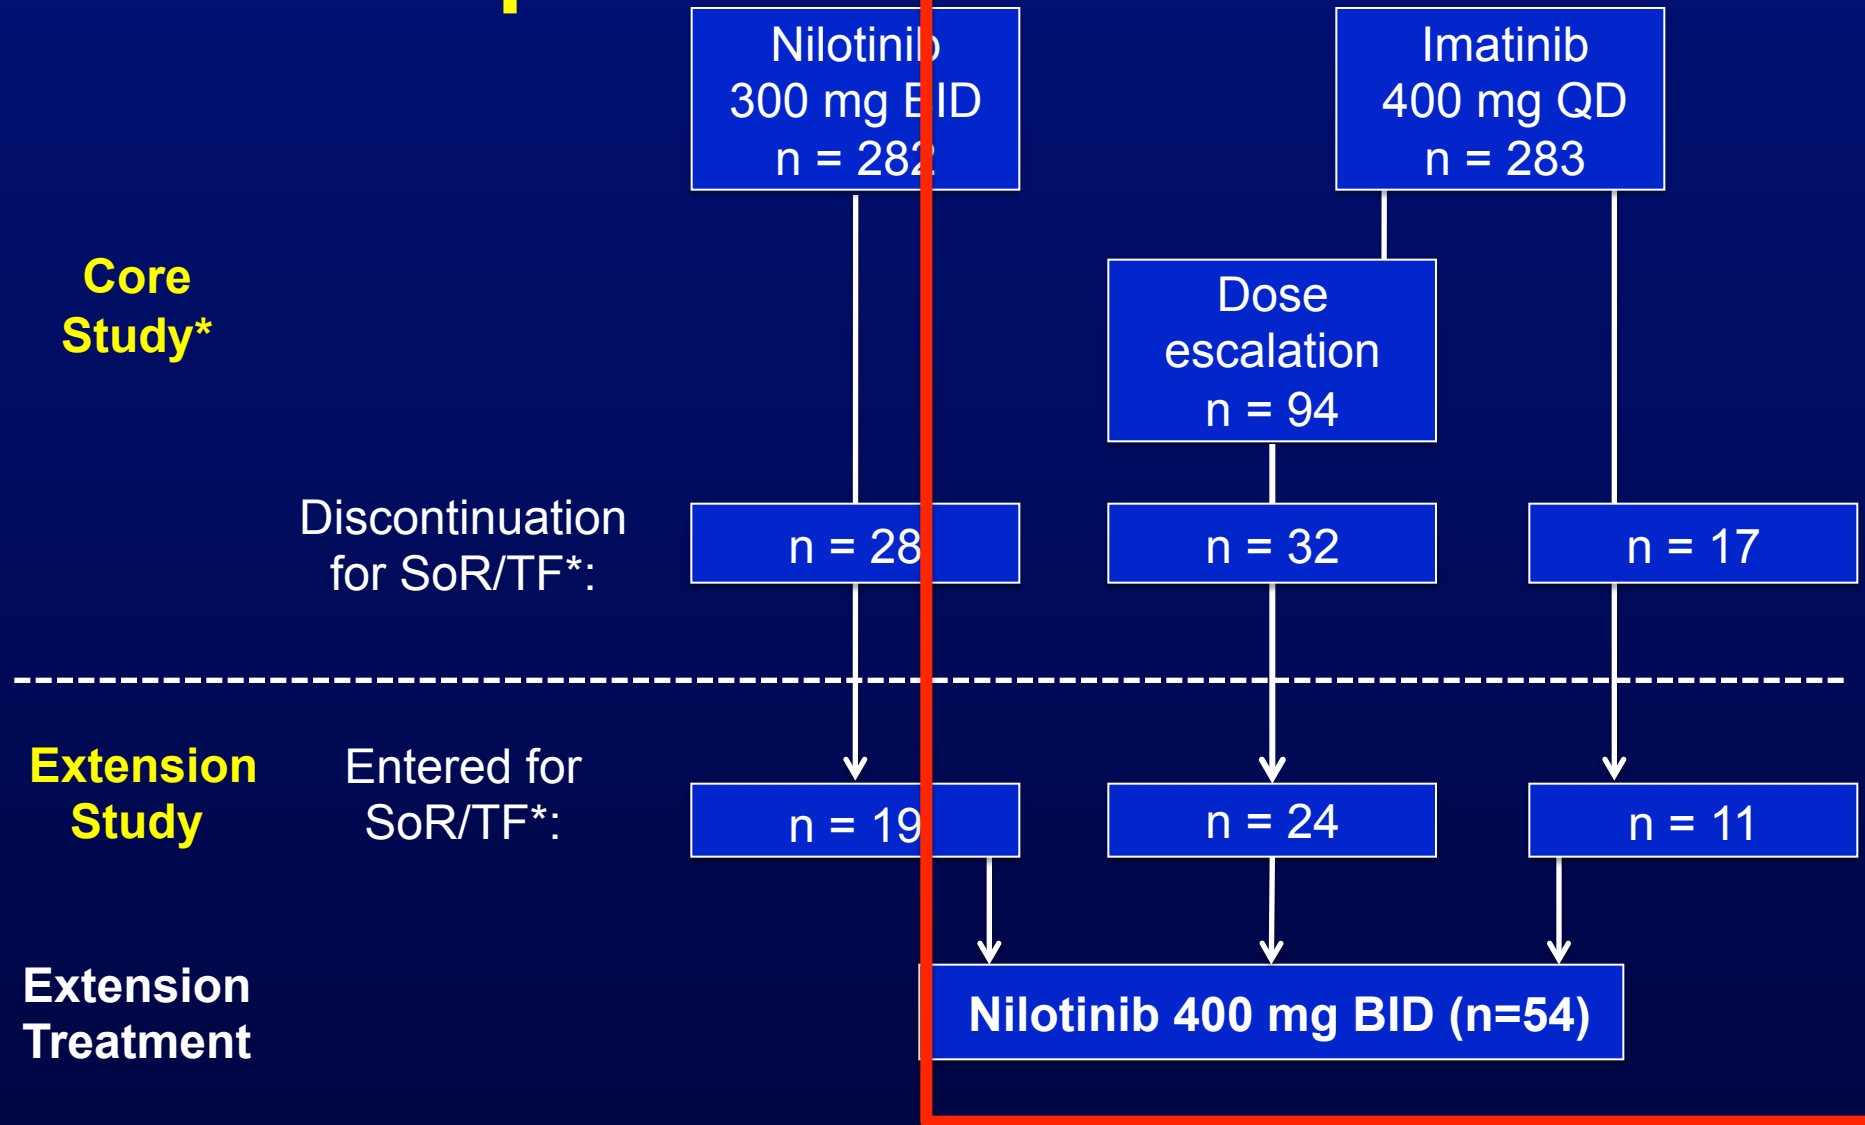 Nilotinib
300 mg BID
n = 282
Imatinib
400 mg QD
n = 283
Core
Study*
Dose
escalation
n = 94
Discontinuation
for SoR/TF*:
n = 28
n = 32
n = 17
Extension
Study
Entered for
SoR/TF*:
n = 19
n = 24
n = 11
Extension
Treatment
Nilotinib 400 mg BID (n=54)